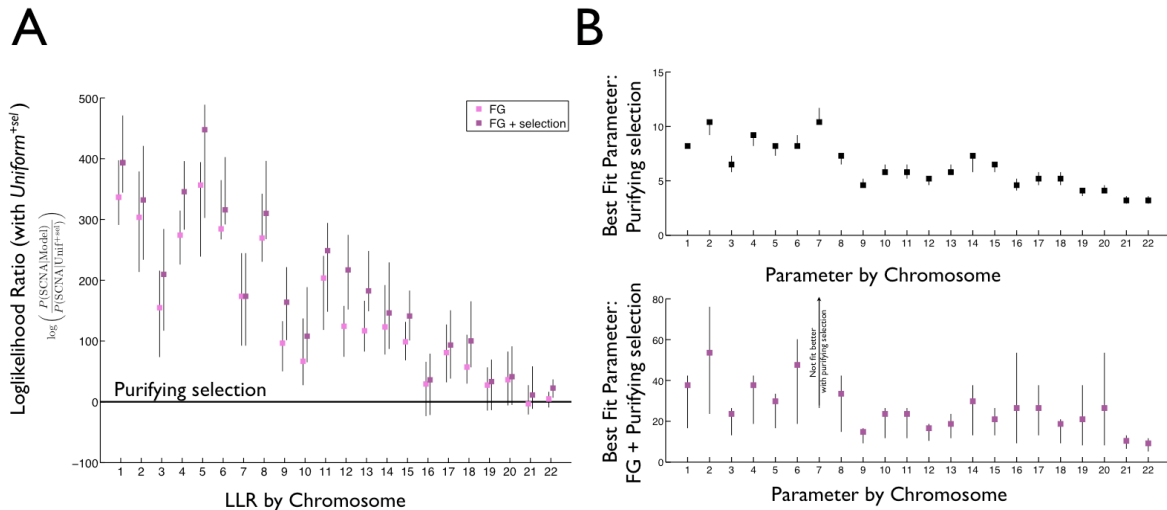 A
Loglikelihood Ratio (with Uniform+sel)
log ( P(SCNA|Model) / P(SCNA|Unif+sel) )
500
400
300
200
100
0
−100
FG
FG + selection
Purifying selection
1 2 3 4 5 6 7 8 9 10 11 12 13 14 15 16 17 18 19 20 21 22
LLR by Chromosome
B
Best Fit Parameter:
Purifying selection
15
10
5
0
1 2 3 4 5 6 7 8 9 10 11 12 13 14 15 16 17 18 19 20 21 22
Parameter by Chromosome
Best Fit Parameter:
FG + Purifying selection
80
60
40
20
0
Not fit better
with purifying selection
1 2 3 4 5 6 7 8 9 10 11 12 13 14 15 16 17 18 19 20 21 22
Parameter by Chromosome